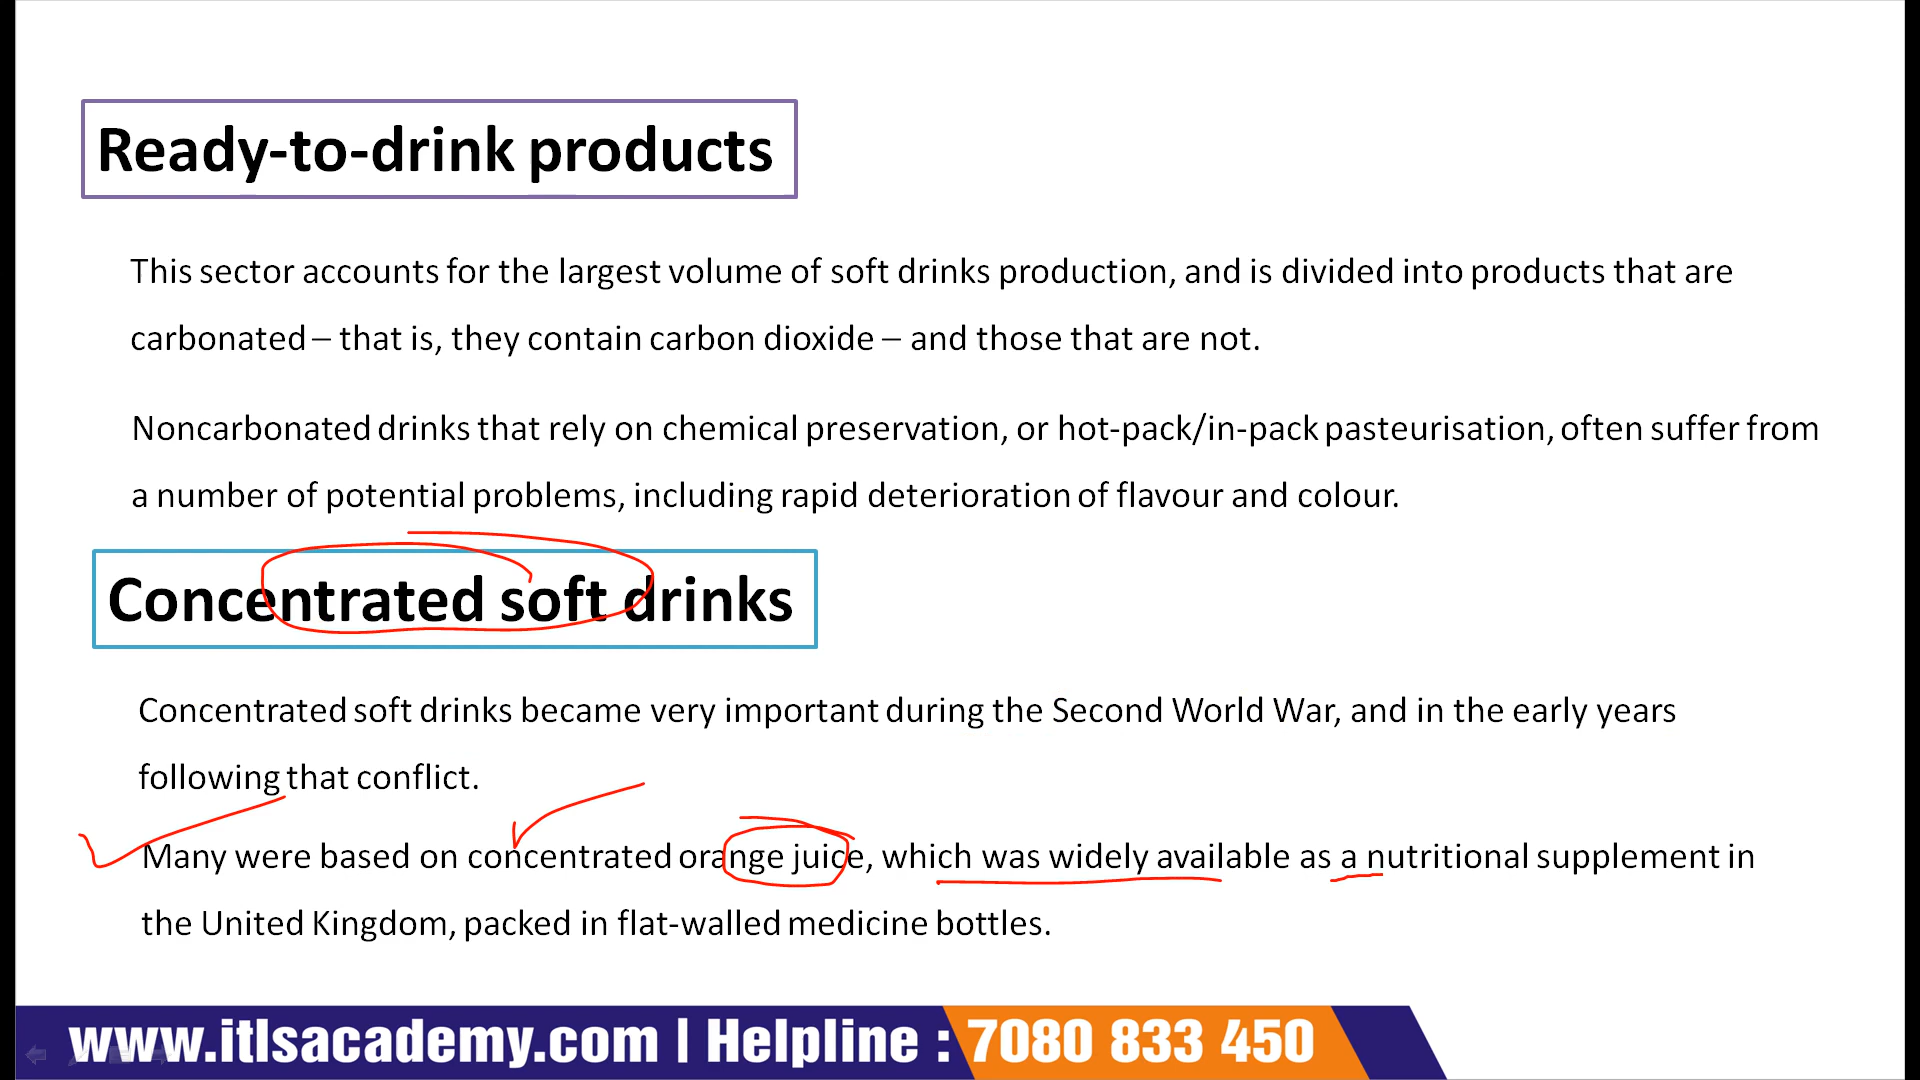 Ready-to-drink products
This sector accounts for the largest volume of soft drinks production, and is divided into products that are
carbonated – that is, they contain carbon dioxide – and those that are not.
Noncarbonated drinks that rely on chemical preservation, or hot-pack/in-pack pasteurisation, often suffer from
a number of potential problems, including rapid deterioration of flavour and colour.
Concentrated soft drinks
Concentrated soft drinks became very important during the Second World War, and in the early years
following that conflict.
Many were based on concentrated orange juice, which was widely available as a nutritional supplement in
the United Kingdom, packed in flat-walled medicine bottles.
www.itlsacademy.com | Helpline : 7080 833 450